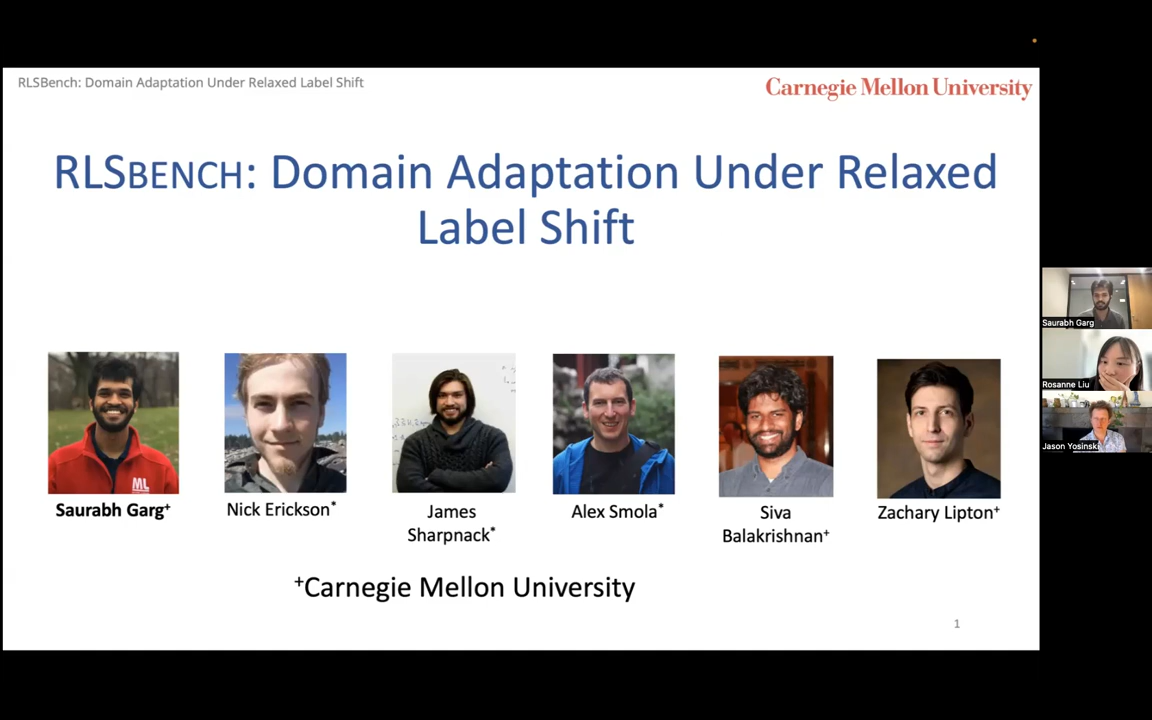 RLSBench: Domain Adaptation Under Relaxed Label Shift
Carnegie Mellon University
RLSBENCH: Domain Adaptation Under Relaxed
Label Shift
ML
Saurabh Garg+
Nick Erickson*
James
Sharpnack*
Alex Smola*
Siva
Balakrishnan+
Zachary Lipton+
+Carnegie Mellon University
1
Saurabh Garg
Rosanne Liu
Jason Yosinski